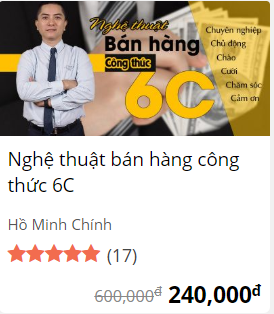 Nghệ thuật
Bán hàng
Công thức
6C
Chuyên nghiệp
Chủ động
Chào
Cười
Chăm sóc
Cảm ơn
Nghệ thuật bán hàng công
thức 6C
Hồ Minh Chính
(17)
600,000đ 240,000đ